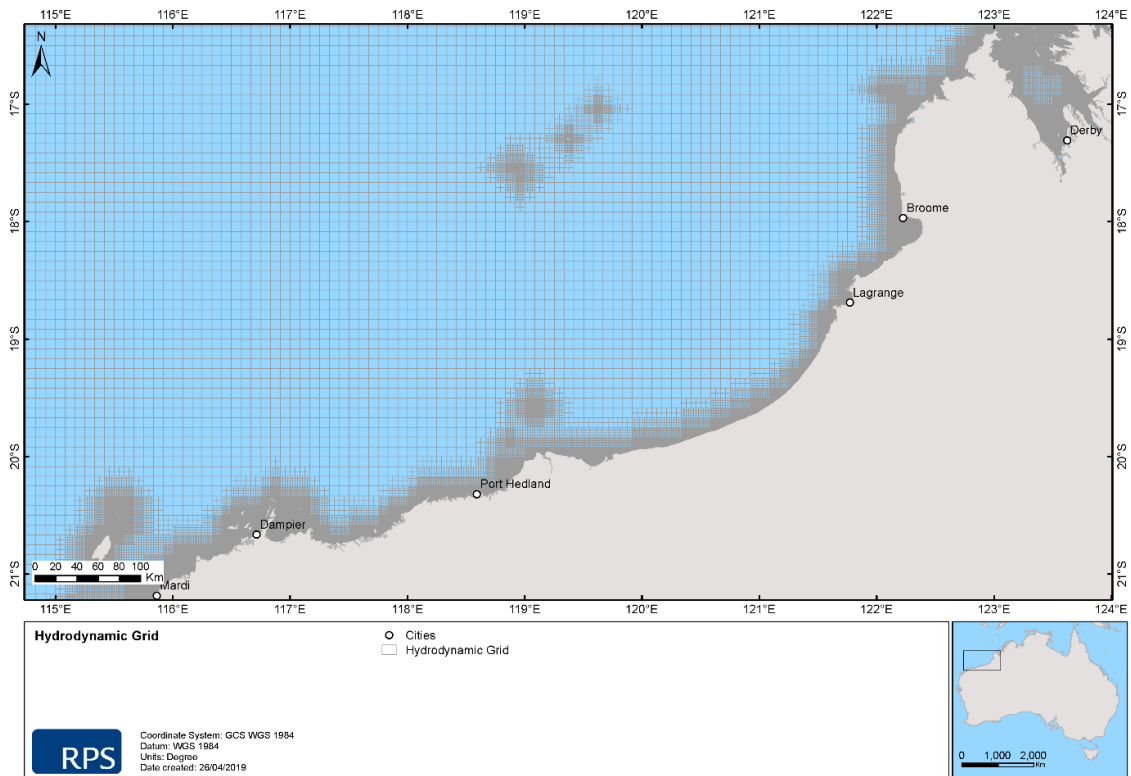 115°E 116°E 117°E 118°E 119°E 120°E 121°E 122°E 123°E 124°E
N
17°S 17°S
Derby
18°S 18°S
Broome
Lagrange
19°S 19°S
20°S 20°S
Port Hedland
Dampier
0 20 40 60 80 100
Km
21°S 21°S
Mardi
115°E 116°E 117°E 118°E 119°E 120°E 121°E 122°E 123°E 124°E
Hydrodynamic Grid
Cities
Hydrodynamic Grid
RPS
Coordinate System: GCS WGS 1984
Datum: WGS 1984
Units: Degree
Date created: 26/04/2019
0 1,000 2,000
Km